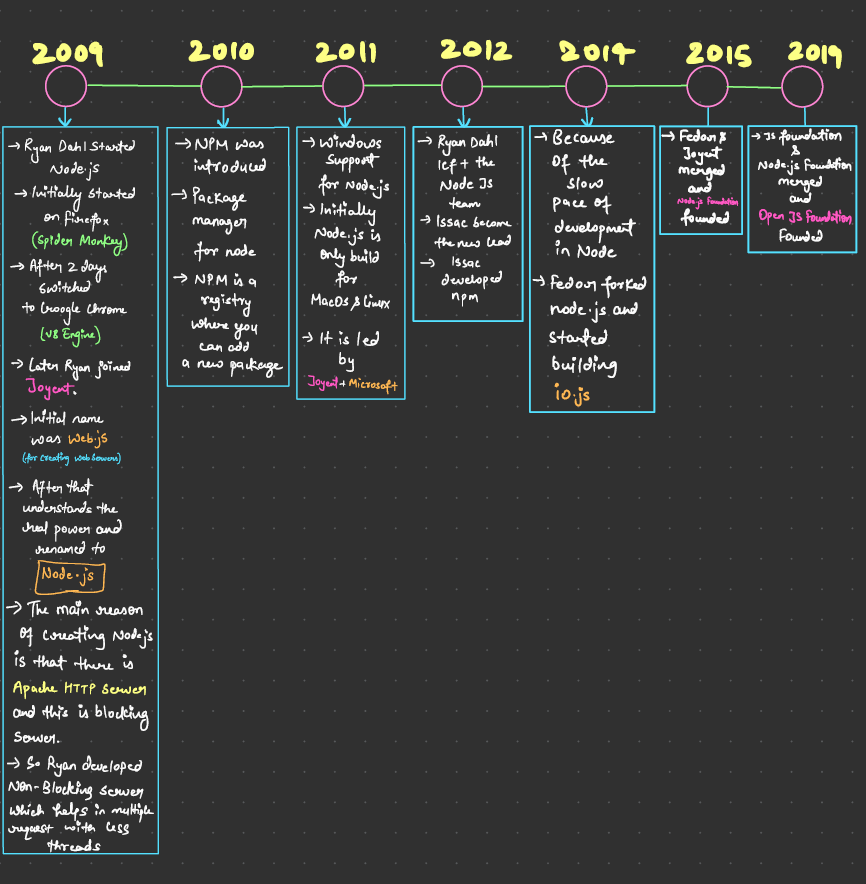 2009
→ Ryan Dahl Started
Node.js
→ Initially Started
on Firefox
(Spider Monkey)
→ After 2 days
switched
to Google Chrome
(V8 Engine)
→ Later Ryan joined
Joyent.
→ Initial name
was Web.js
(for creating web servers)
→ After that
understands the
real power and
renamed to
Node.js
→ The main reason
of creating Node.js
is that there is
Apache HTTP Server
and this is blocking
Server.
→ So Ryan developed
Non-Blocking Server
which helps in multiple
request with less
threads
2010
→ NPM was
introduced
→ Package
manager
for node
→ NPM is a
registry
where you
can add
a new package
2011
→ Windows
Support
for Node.js
→ Initially
Node.js is
only build
for
MacOs & Linux
→ It is led
by
Joyent + Microsoft
2012
→ Ryan Dahl
left the
Node Js
team
→ Issac become
the new lead
→ Issac
developed
npm
2014
→ Because
of the
slow
pace of
development
in Node
→ Fedour forked
node.js and
started
building
io.js
2015
→ Fedour &
Joyent
merged
and
Node.js Foundation
founded
2019
→ JS foundation
&
Node.js Foundation
merged
and
Open JS Foundation
Founded